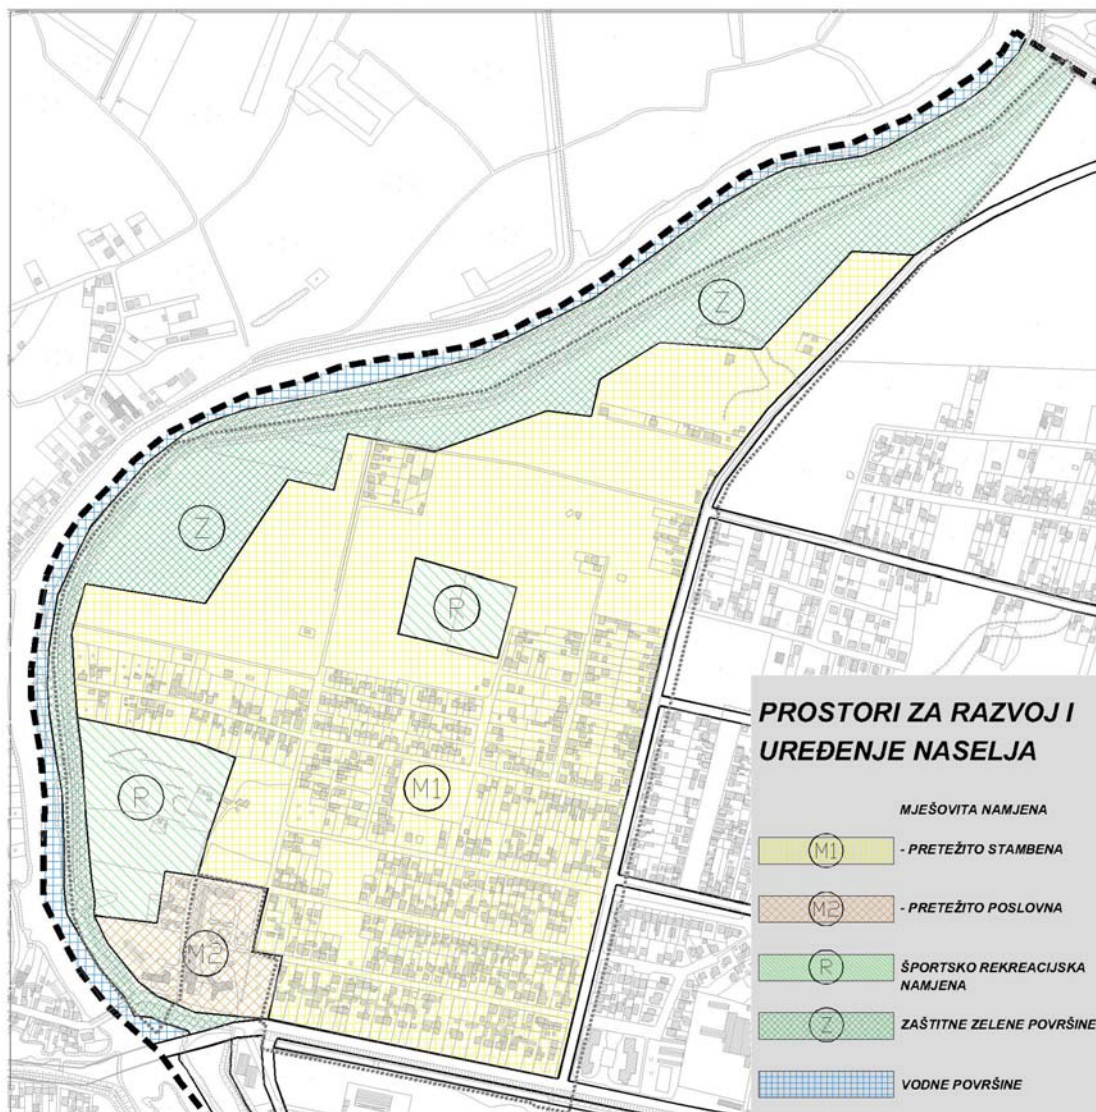 Z
Z
R
R
M1
M2
PROSTORI ZA RAZVOJ I
UREĐENJE NASELJA
MJEŠOVITA NAMJENA
M1 - PRETEŽITO STAMBENA
M2 - PRETEŽITO POSLOVNA
R ŠPORTSKO REKREACIJSKA
NAMJENA
Z ZAŠTITNE ZELENE POVRŠINE
VODNE POVRŠINE